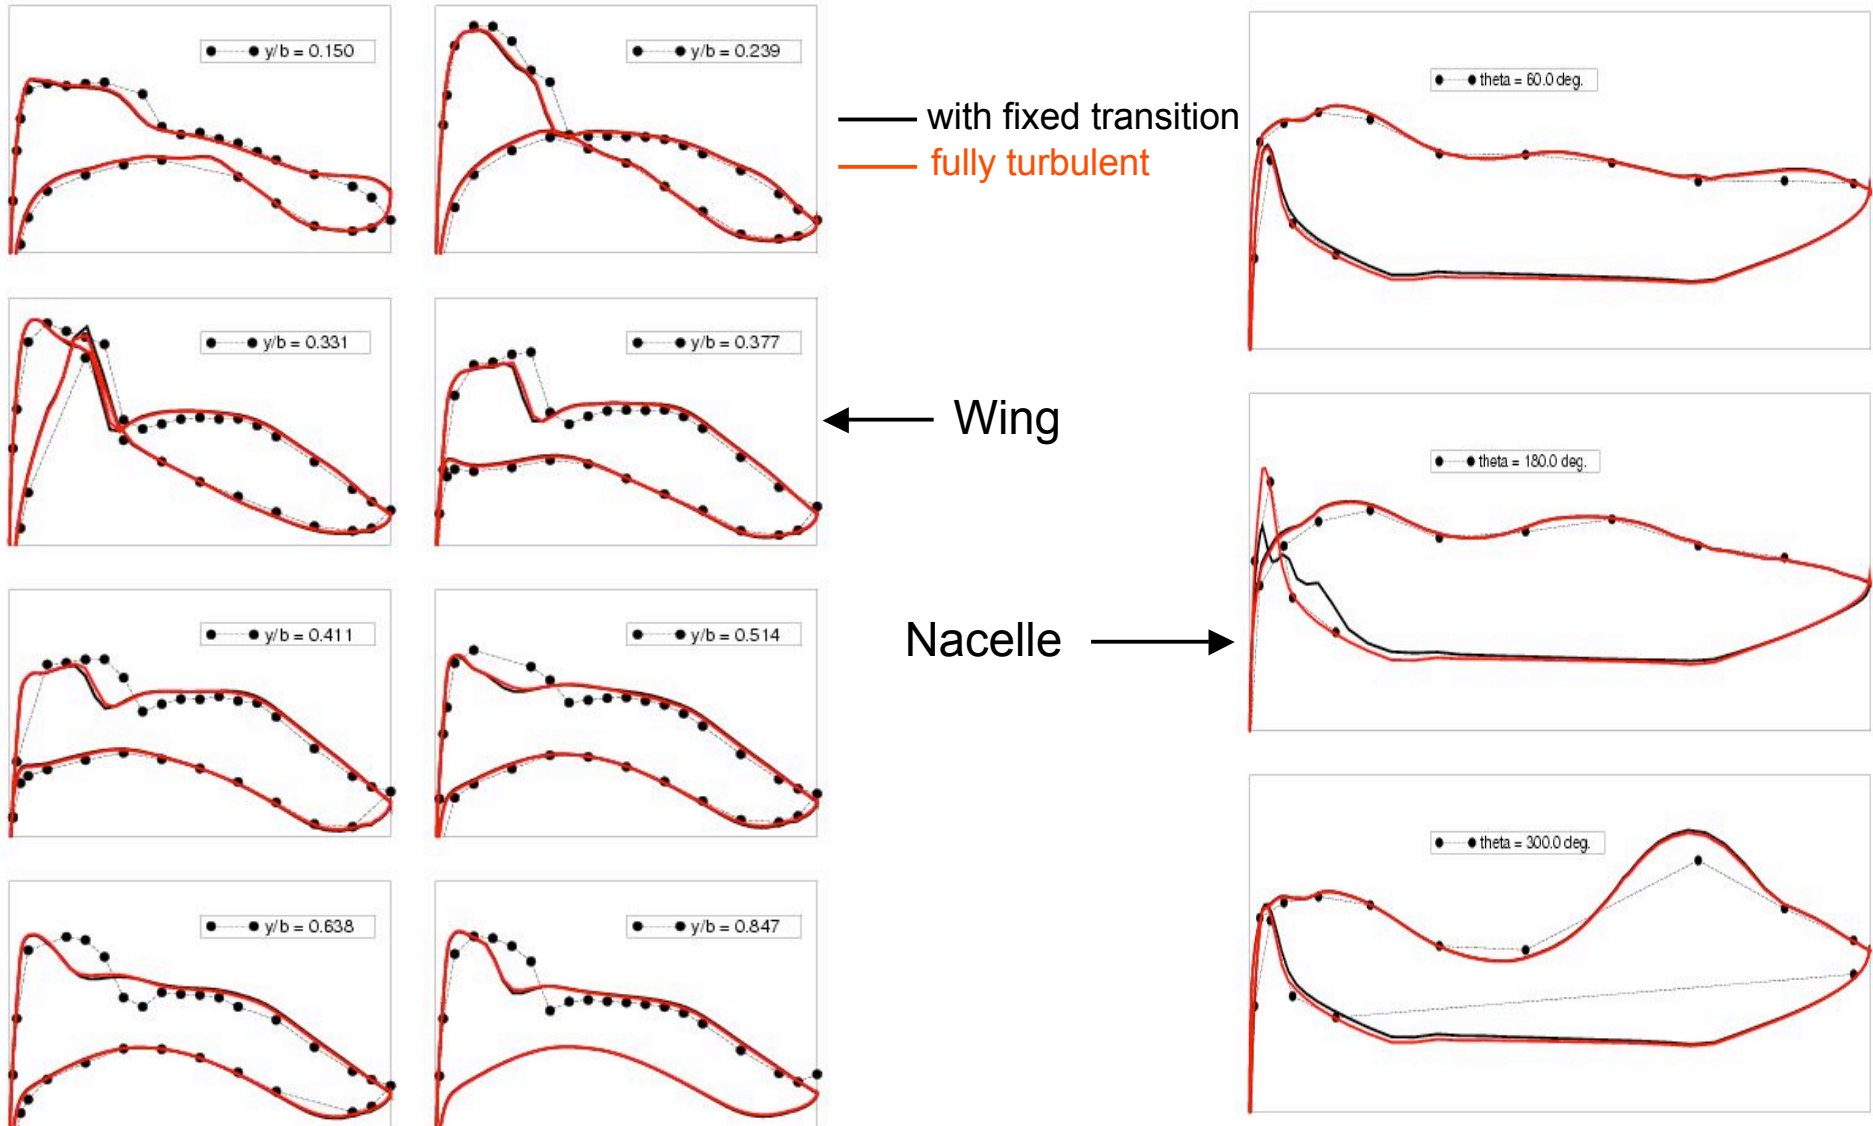 y/b = 0.150
y/b = 0.239
with fixed transition
fully turbulent
theta = 60.0 deg.
y/b = 0.331
y/b = 0.377
Wing
theta = 180.0 deg.
y/b = 0.411
y/b = 0.514
Nacelle
theta = 300.0 deg.
y/b = 0.638
y/b = 0.847